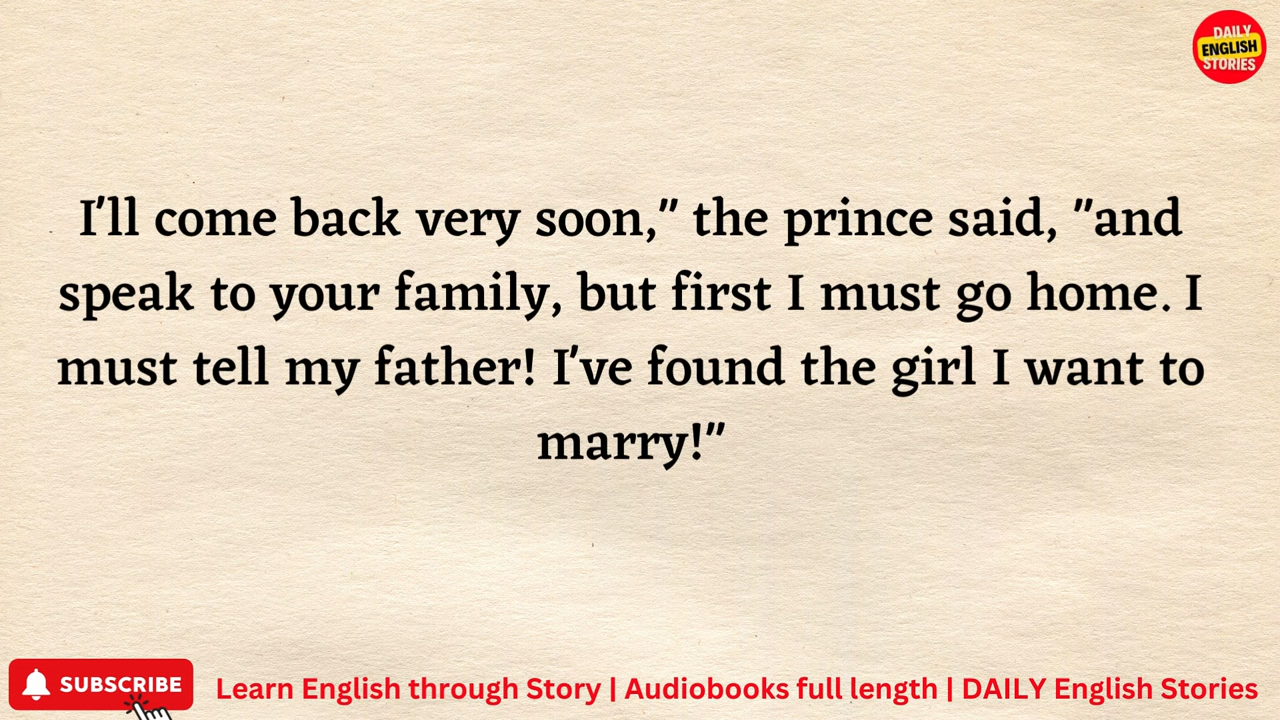 DAILY
ENGLISH
STORIES
I'll come back very soon," the prince said, "and
speak to your family, but first I must go home. I
must tell my father! I've found the girl I want to
marry!"
SUBSCRIBE
Learn English through Story | Audiobooks full length | DAILY English Stories